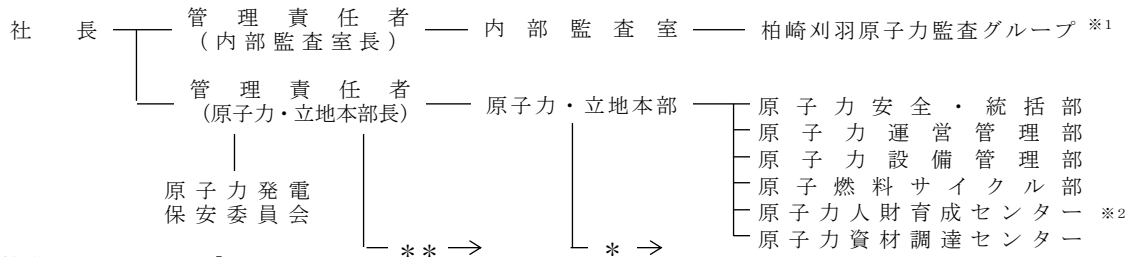 社長 管理責任者 内部監査室 柏崎刈羽原子力監査グループ ※1
(内部監査室長)
管理責任者
(原子力・立地本部長) 原子力・立地本部 原子力安全・統括部
原子力運営管理部
原子力設備管理部
原子燃料サイクル部
原子力人財育成センター ※2
原子力資材調達センター
原子力発電
保安委員会
** *